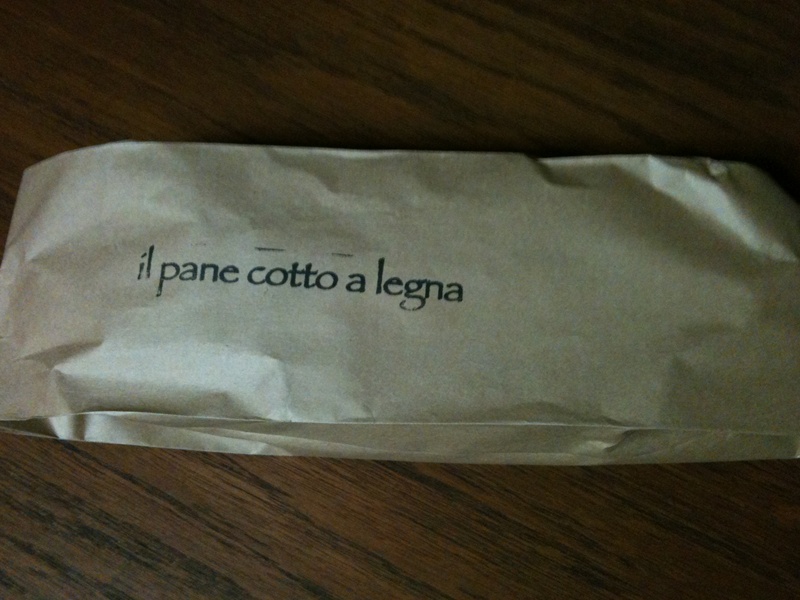 il pane cotto a legna